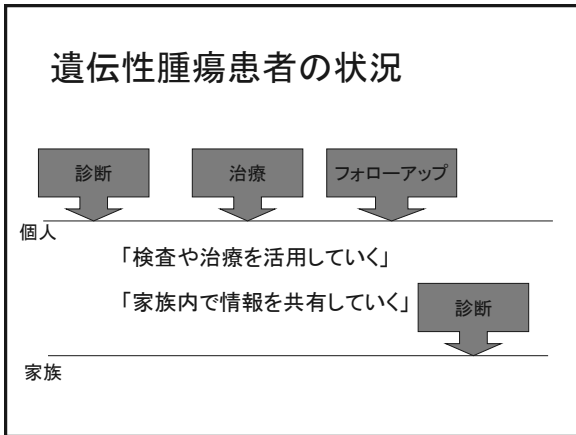 遺伝性腫瘍患者の状況
診断
治療
フォローアップ
個人
「検査や治療を活用していく」
「家族内で情報を共有していく」
診断
家族